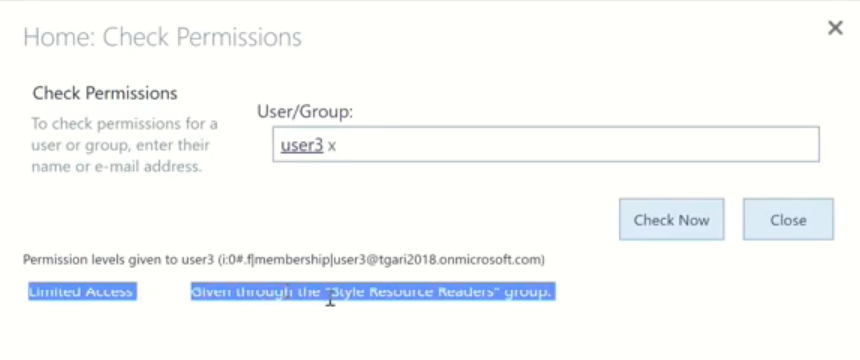 Home: Check Permissions
Check Permissions
To check permissions for a
user or group, enter their
name or e-mail address.
User/Group:
user3 x
Check Now Close
Permission levels given to user3 (i:0#.f|membership|user3@tgari2018.onmicrosoft.com)
Limited Access Given through the "Style Resource Readers" group.